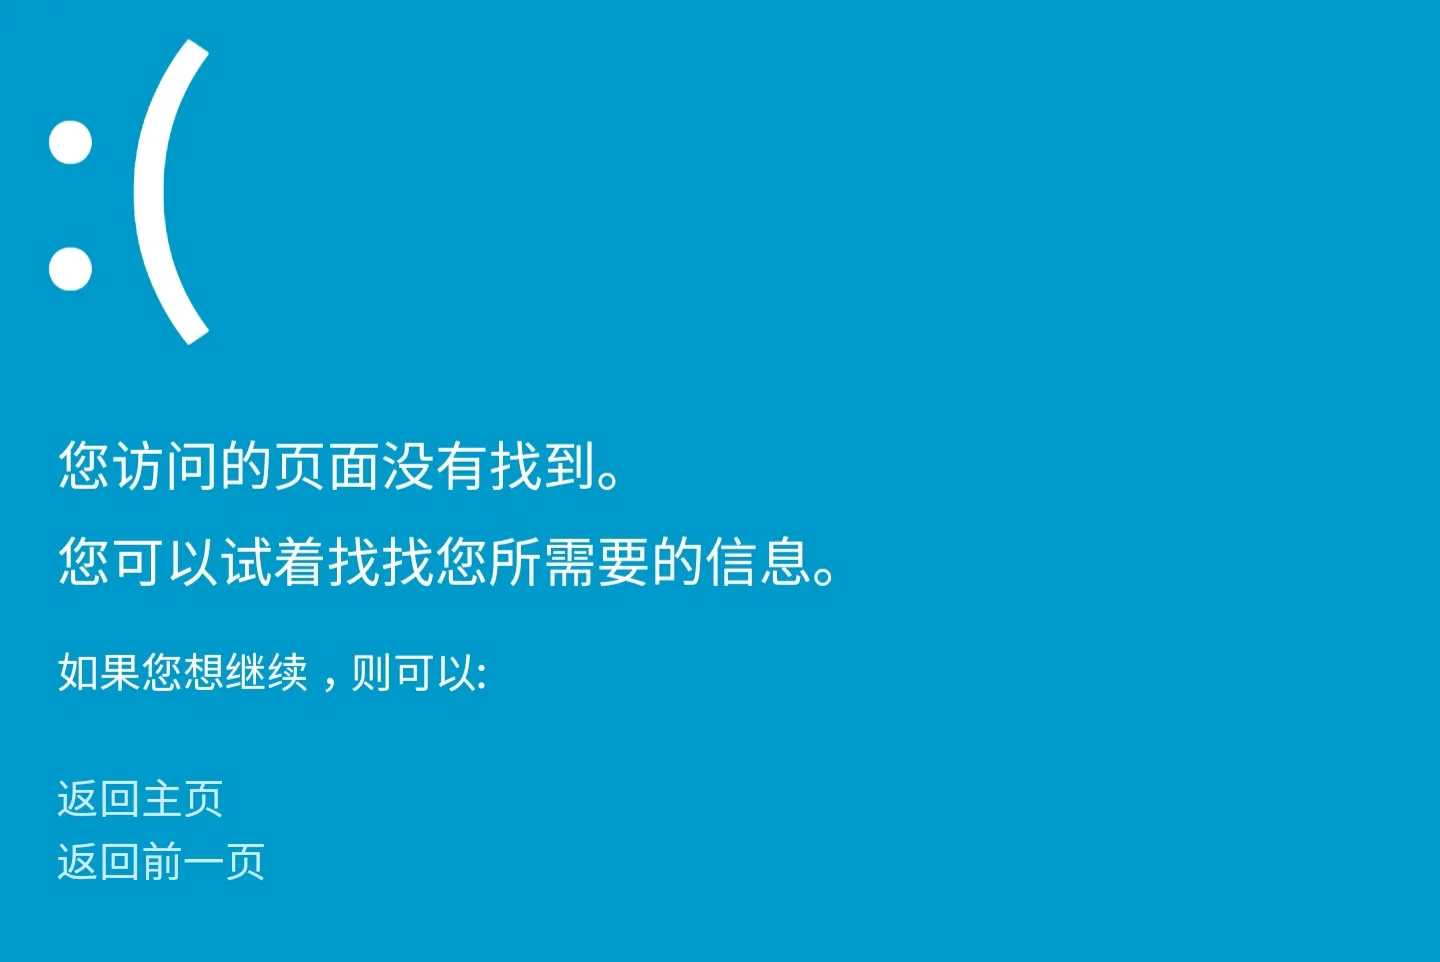 :(
您访问的页面没有找到。
您可以试着找找您所需要的信息。
如果您想继续，则可以:
返回主页
返回前一页